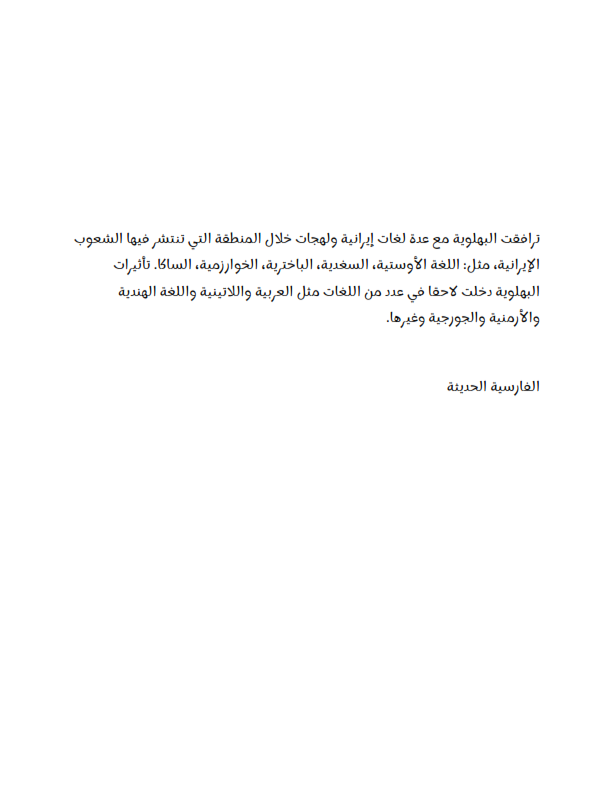 ترافقت البهلوية مع عدة لغات إيرانية ولهجات خلال المنطقة التي تنتشر فيها الشعوب
الإيرانية، مثل: اللغة الأوستية، السغدية، الباخترية، الخوارزمية، الساكا. تأثيرات
البهلوية دخلت لاحقا في عدد من اللغات مثل العربية واللاتينية واللغة الهندية
والأرمنية والجورجية وغيرها.
الفارسية الحديثة